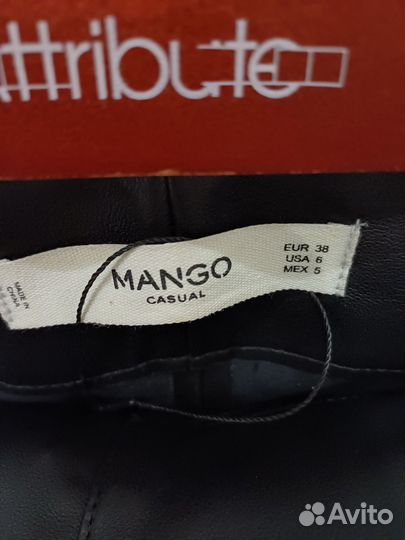 attribute
MADE IN
CHINA
MANGO
CASUAL
EUR 38
USA 6
MEX 5
Avito